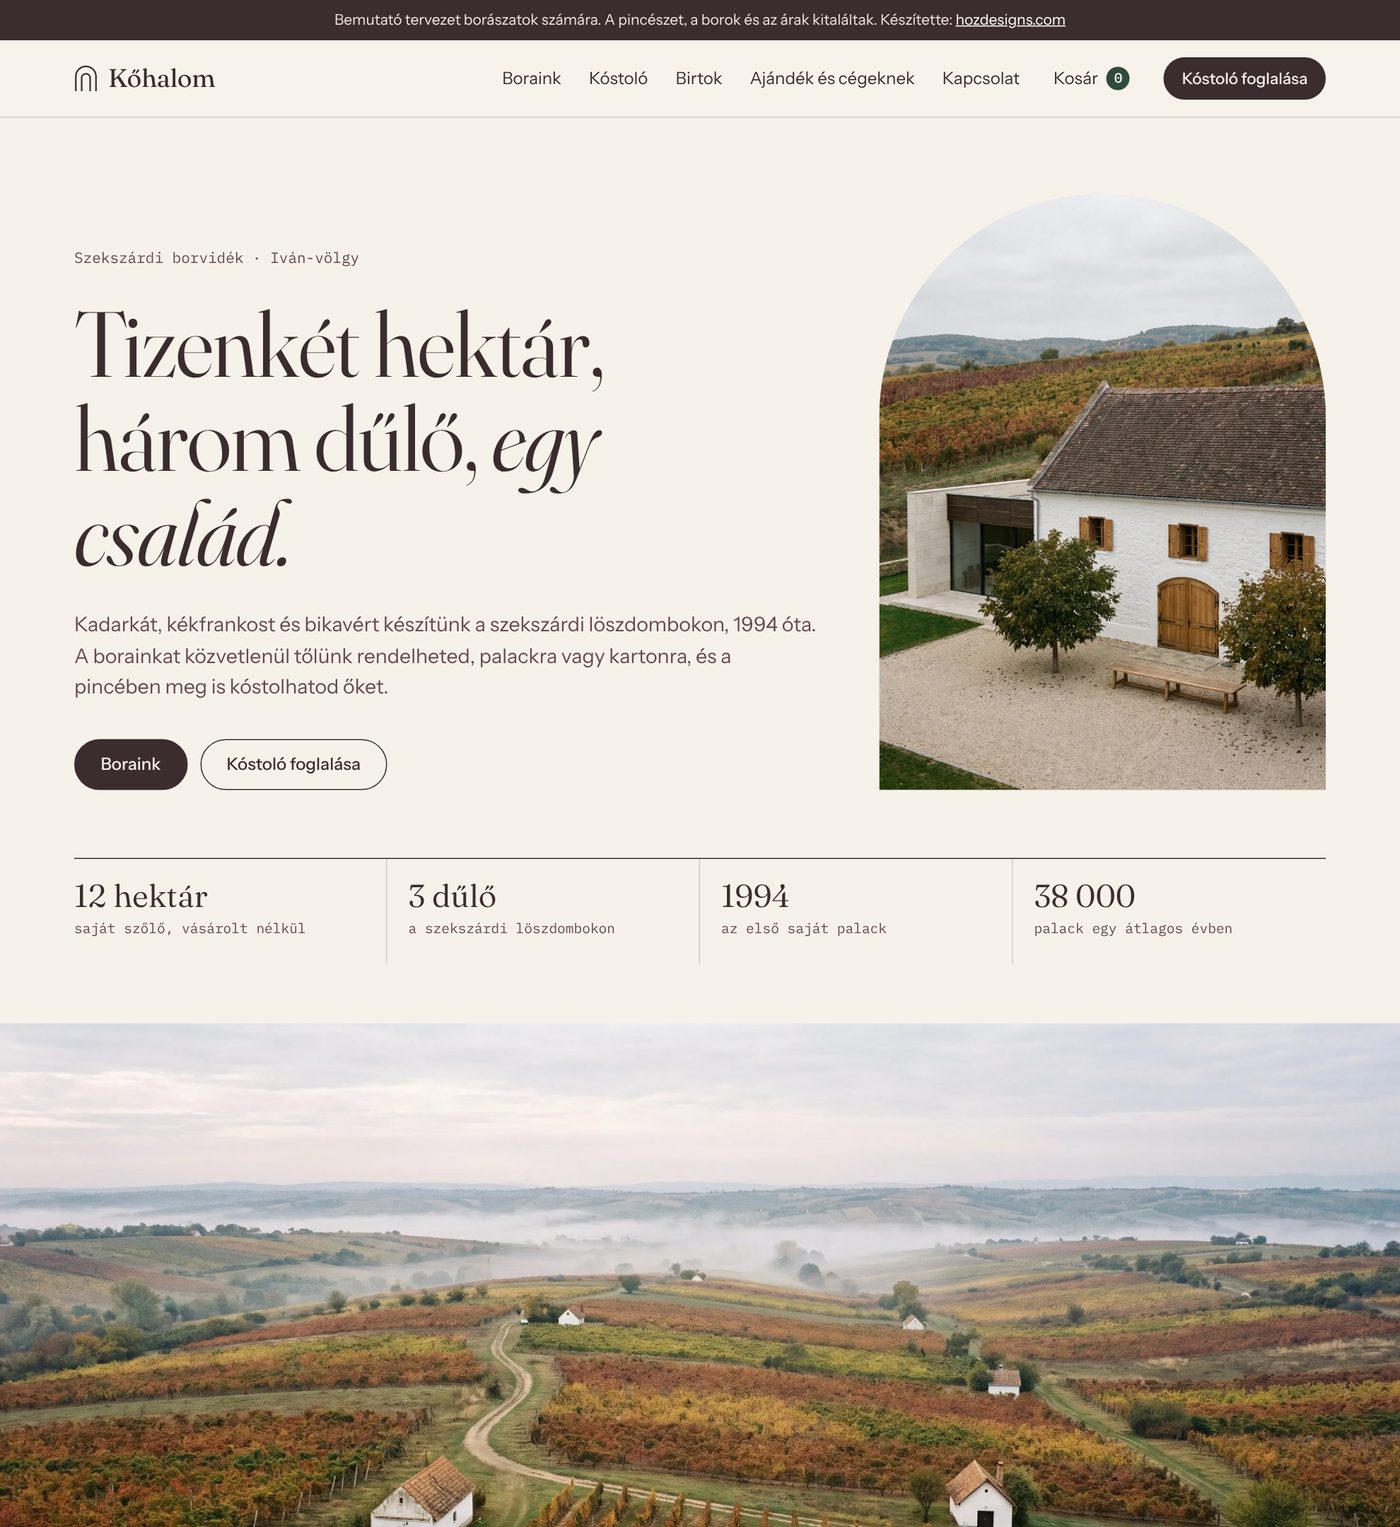 Bemutató tervezet borászatok számára. A pincészet, a borok és az árak kitaláltak. Készítette: hozdesigns.com
Kőhalom
Boraink
Kóstoló
Birtok
Ajándék és cégeknek
Kapcsolat
Kosár 0
Kóstoló foglalása
Szekszárdi borvidék · Iván-völgy
Tizenkét hektár,
három dűlő, egy
család.
Kadarkát, kékfrankost és bikavért készítünk a szekszárdi löszdombokon, 1994 óta.
A borainkat közvetlenül tőlünk rendelheted, palackra vagy kartonra, és a
pincében meg is kóstolhatod őket.
Boraink
Kóstoló foglalása
12 hektár
saját szőlő, vásárolt nélkül
3 dűlő
a szekszárdi löszdombokon
1994
az első saját palack
38 000
palack egy átlagos évben